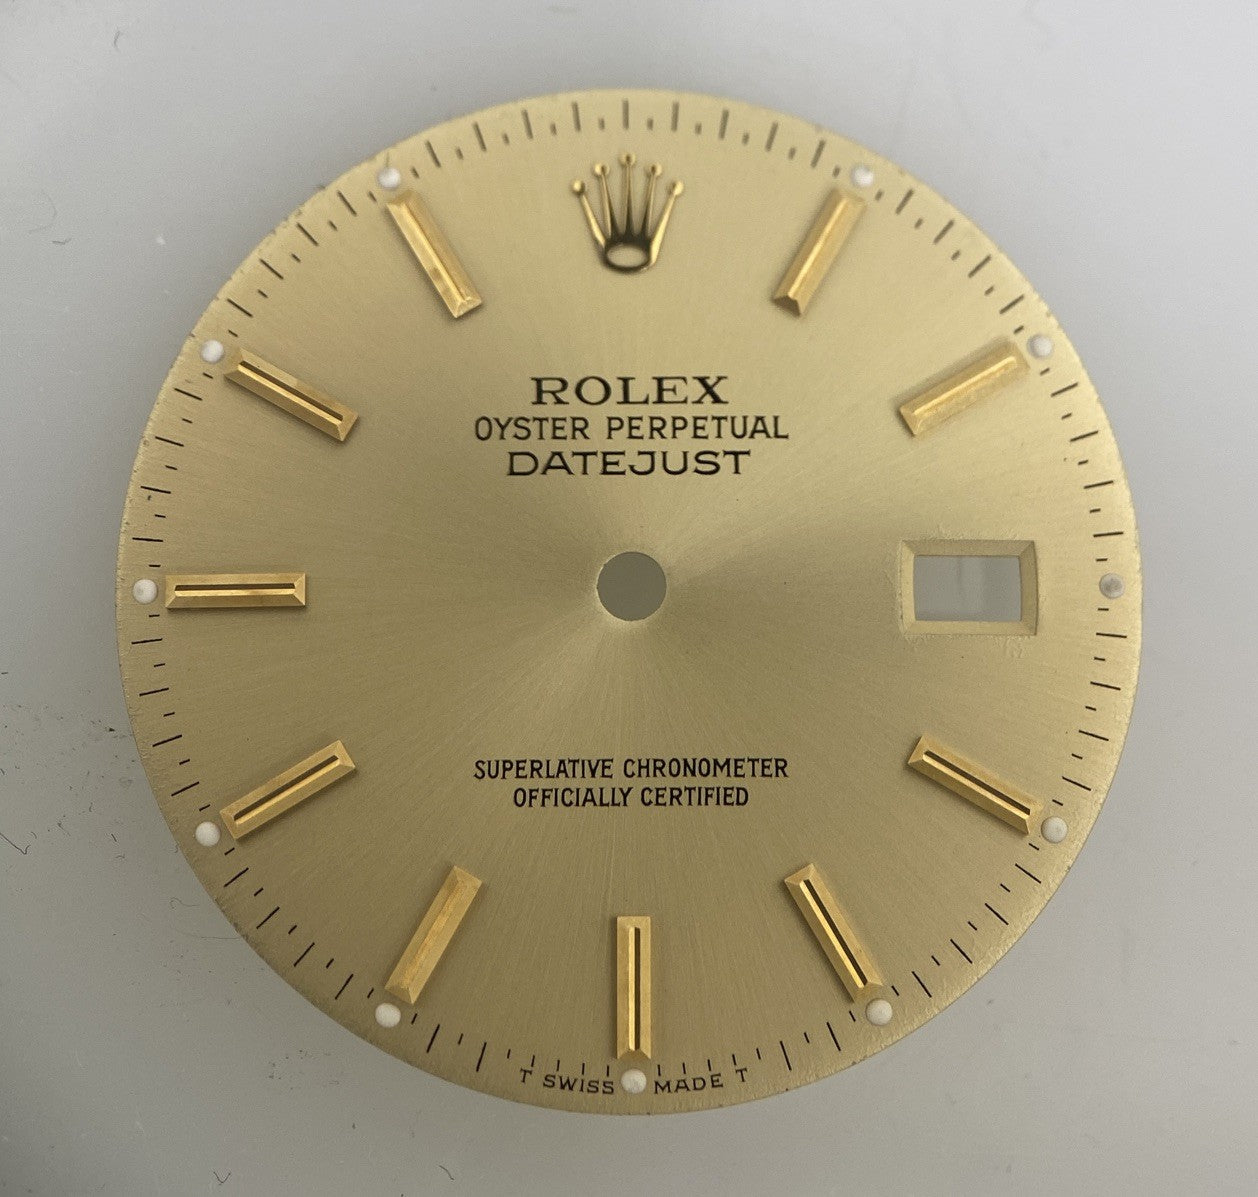 ROLEX
OYSTER PERPETUAL
DATEJUST
SUPERLATIVE CHRONOMETER
OFFICIALLY CERTIFIED
T SWISS MADE T